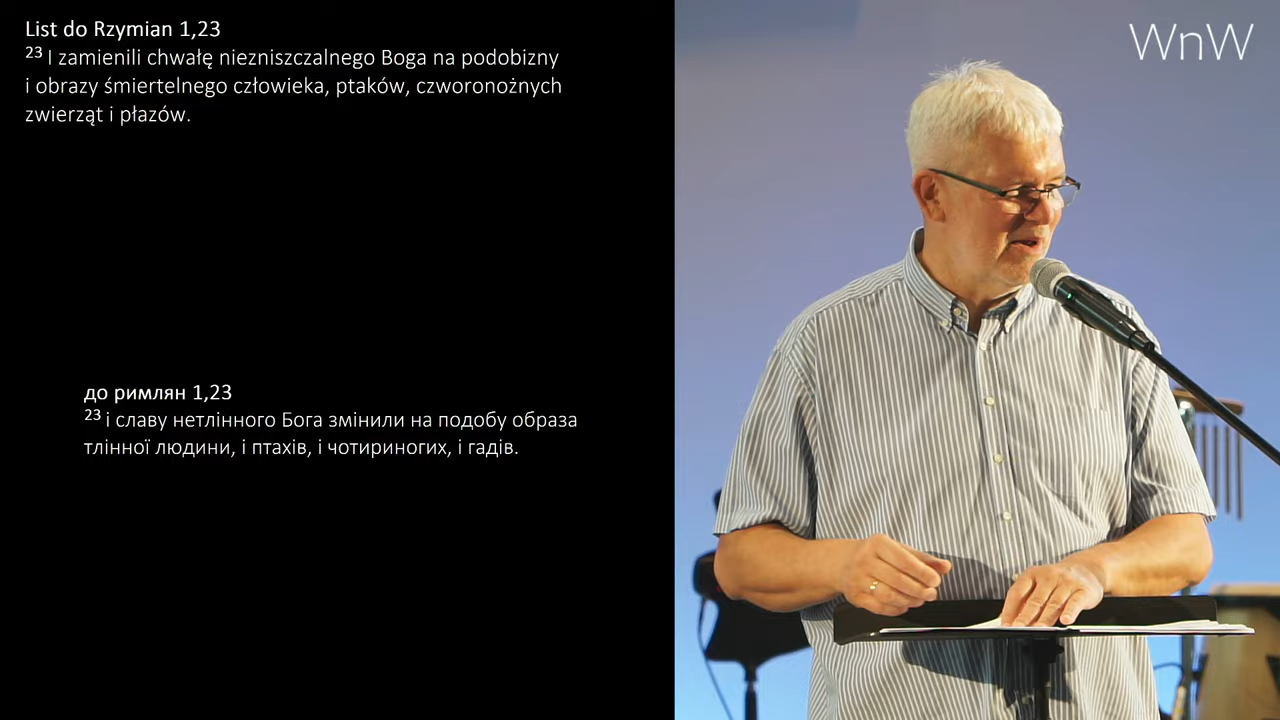 List do Rzymian 1,23
23 I zamienili chwałę niezniszczalnego Boga na podobizny
i obrazy śmiertelnego człowieka, ptaków, czworonożnych
zwierząt i płazów.
WnW
до римлян 1,23
23 і славу нетлінного Бога змінили на подобу образа
тлінної людини, і птахів, і чотириногих, і гадів.